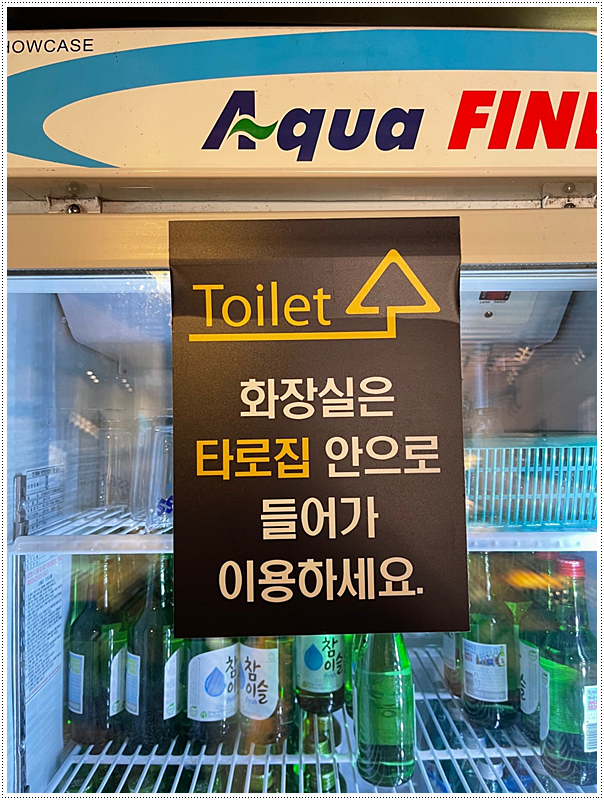 HOWCASE
Aqua FINE
Toilet
화장실은
타로집 안으로
들어가
이용하세요.
참
이슬
참
이슬
참
이슬